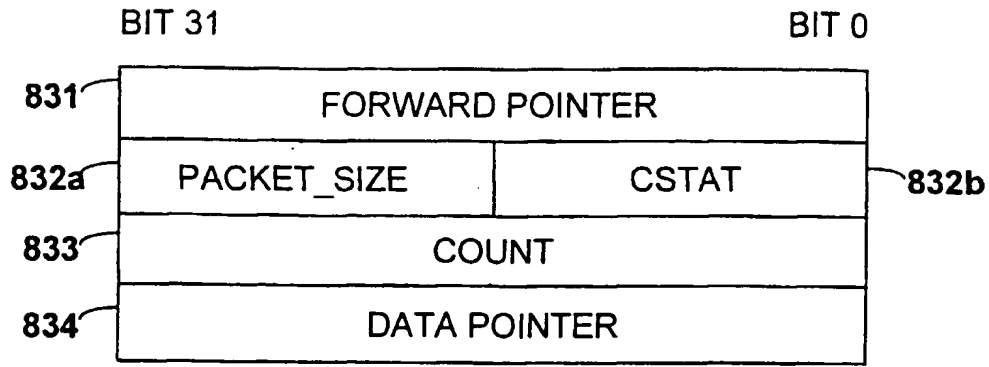 BIT 31 BIT 0
831 FORWARD POINTER
832a PACKET_SIZE CSTAT 832b
833 COUNT
834 DATA POINTER